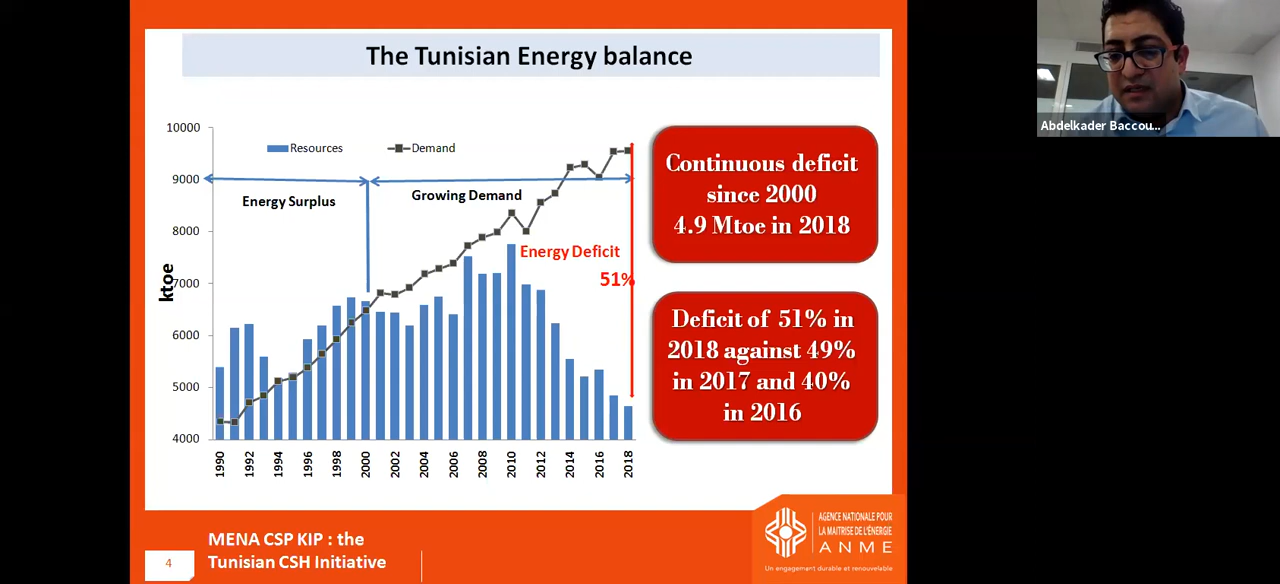 The Tunisian Energy balance
Abdelkader Baccou...
10000
9000
8000
7000
6000
5000
4000
ktoe
Resources
Demand
Energy Surplus
Growing Demand
Energy Deficit
51%
1990
1992
1994
1996
1998
2000
2002
2004
2006
2008
2010
2012
2014
2016
2018
Continuous deficit
since 2000
4.9 Mtoe in 2018
Deficit of 51% in
2018 against 49%
in 2017 and 40%
in 2016
4
MENA CSP KIP : the
Tunisian CSH Initiative
AGENCE NATIONALE POUR
LA MAITRISE DE L'ÉNERGIE
ANME
Un engagement durable et renouvelable